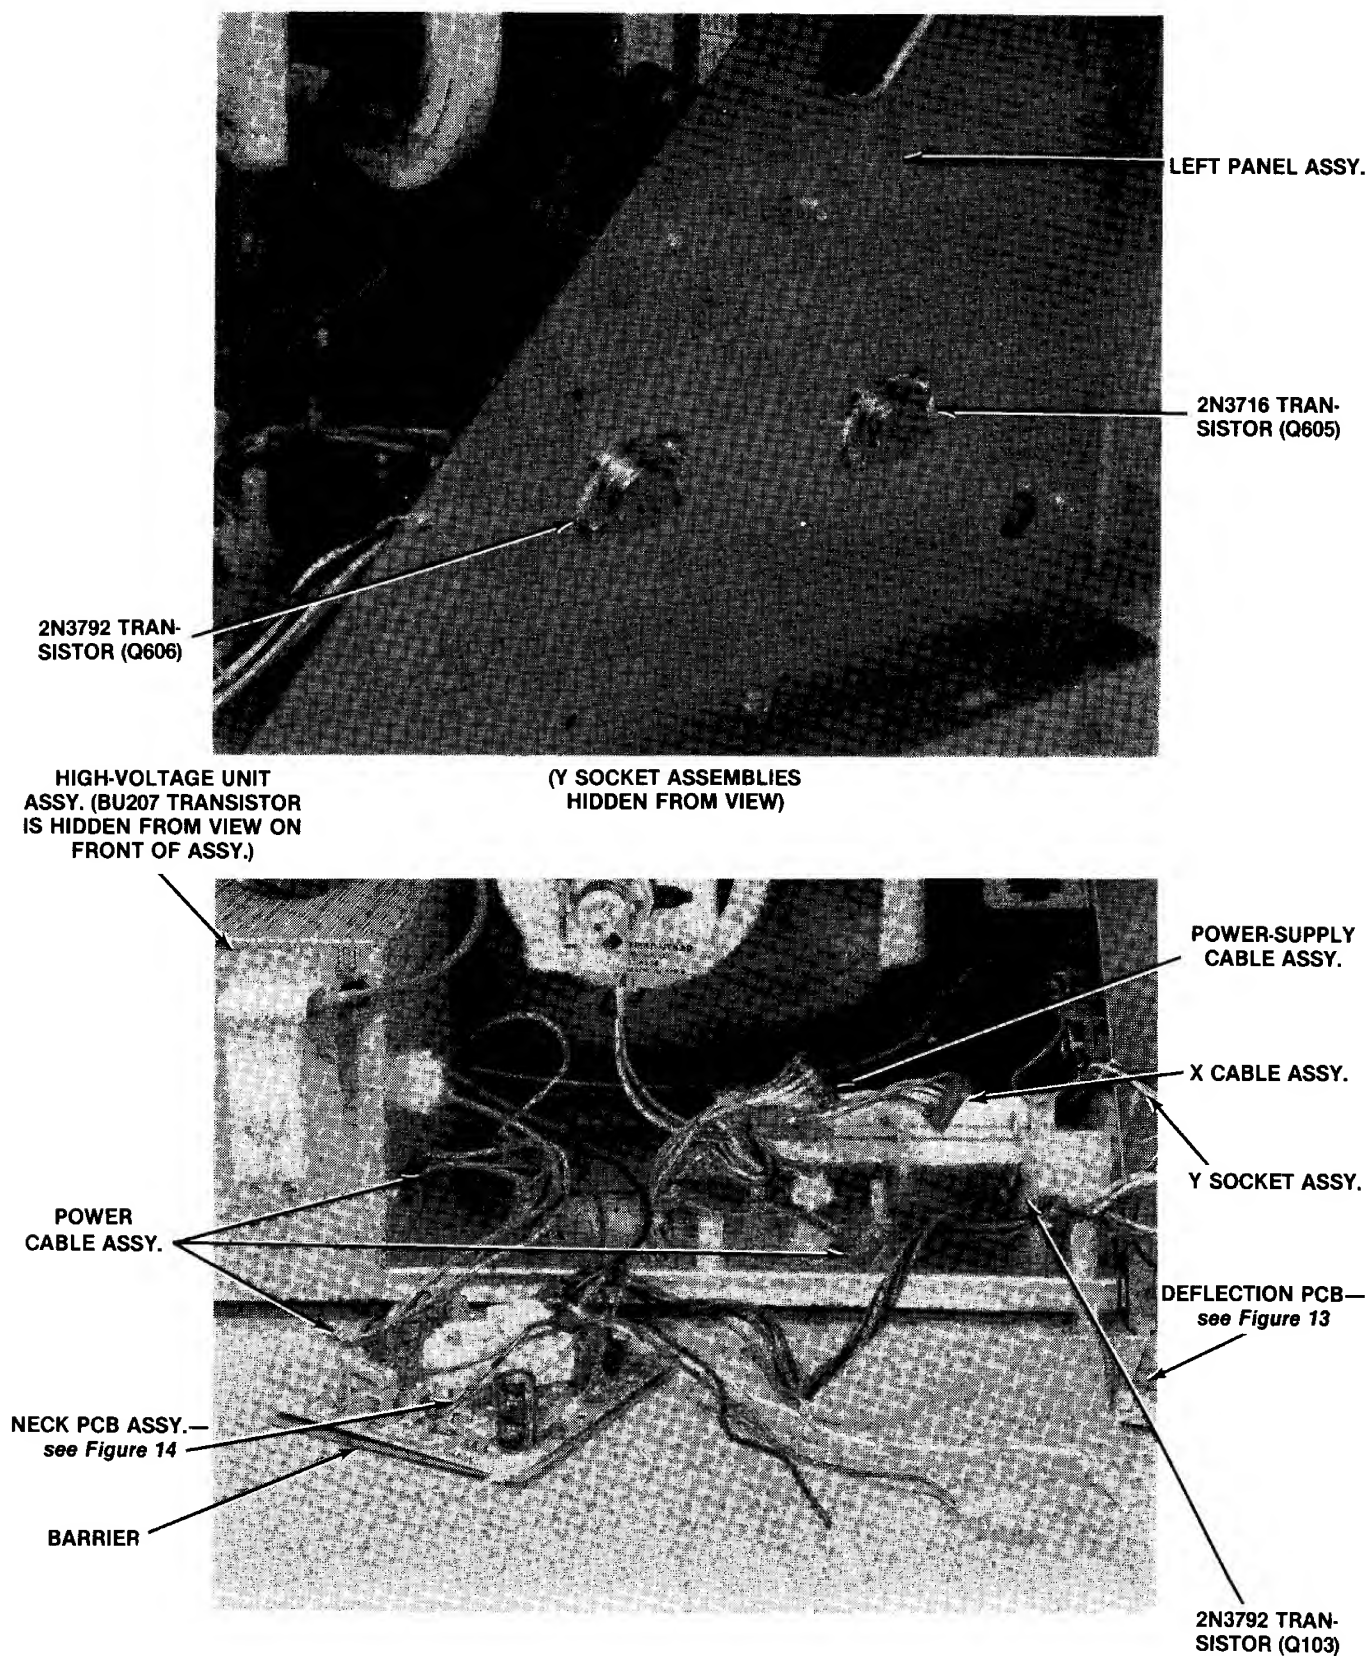 LEFT PANEL ASSY.
2N3716 TRAN-
SISTOR (Q605)
2N3792 TRAN-
SISTOR (Q606)
(Y SOCKET ASSEMBLIES
HIDDEN FROM VIEW)
HIGH-VOLTAGE UNIT
ASSY. (BU207 TRANSISTOR
IS HIDDEN FROM VIEW ON
FRONT OF ASSY.)
POWER-SUPPLY
CABLE ASSY.
X CABLE ASSY.
Y SOCKET ASSY.
POWER
CABLE ASSY.
DEFLECTION PCB—
see Figure 13
NECK PCB ASSY.—
see Figure 14
BARRIER
2N3792 TRAN-
SISTOR (Q103)